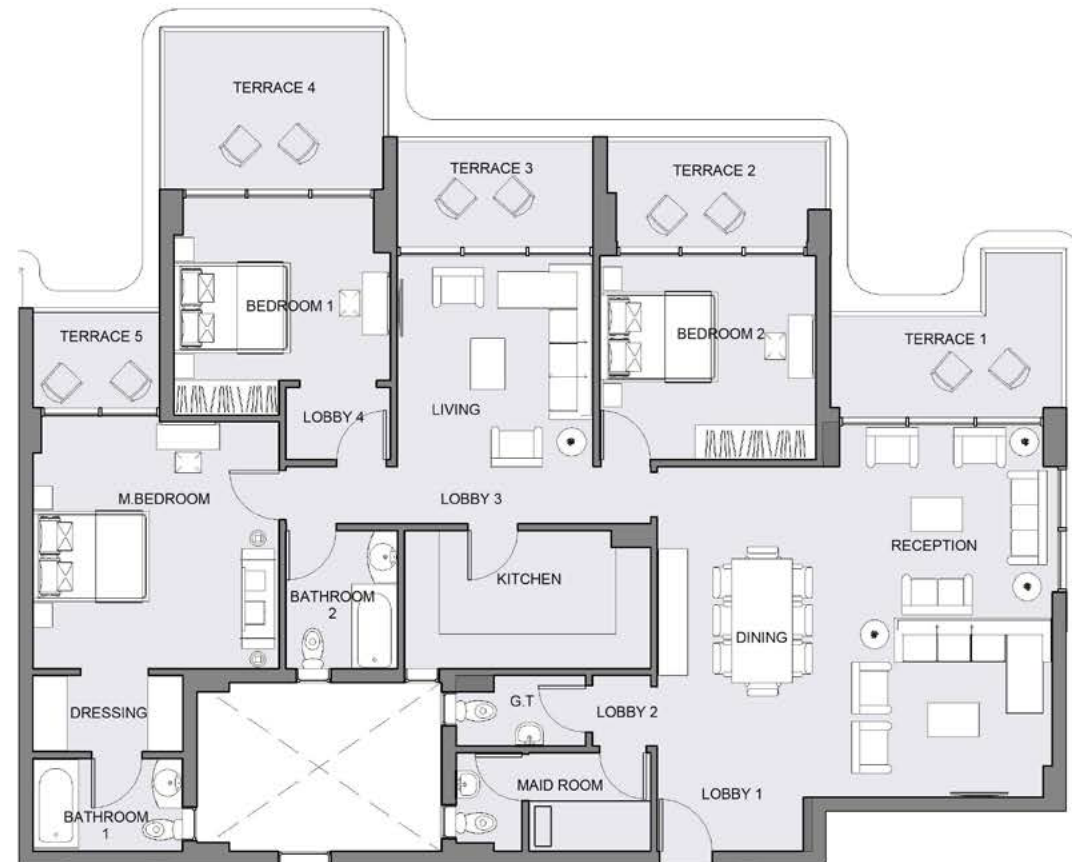 TERRACE 4
TERRACE 3
TERRACE 2
BEDROOM 1
TERRACE 5
BEDROOM 2
TERRACE 1
LIVING
LOBBY 4
M.BEDROOM
LOBBY 3
RECEPTION
KITCHEN
BATHROOM
2
DINING
DRESSING
G.T
LOBBY 2
MAID ROOM
LOBBY 1
BATHROOM
1